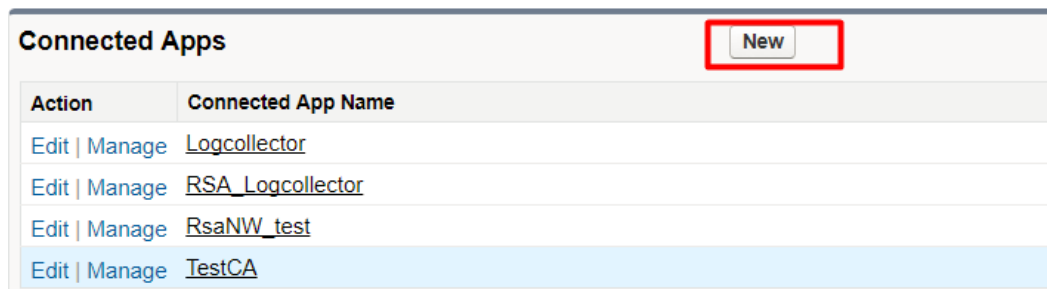 Connected Apps New
Action Connected App Name
Edit | Manage Logcollector
Edit | Manage RSA_Logcollector
Edit | Manage RsaNW_test
Edit | Manage TestCA